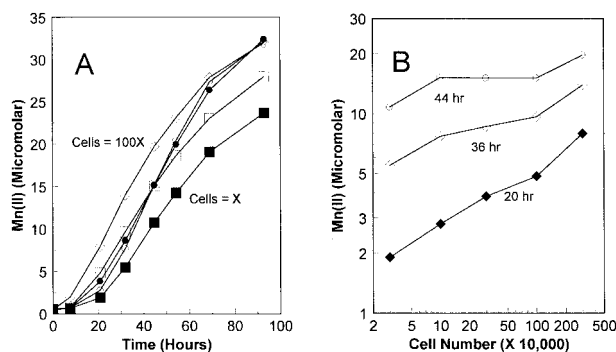 A
Mn(II) (Micromolar)
35
30
25
20
15
10
5
0
Cells = 100X
Cells = X
0 20 40 60 80 100
Time (Hours)
B
Mn(II) (Micromolar)
30
20
10
5
3
2
1
44 hr
36 hr
20 hr
2 5 10 20 50 100 200 500
Cell Number (X 10,000)